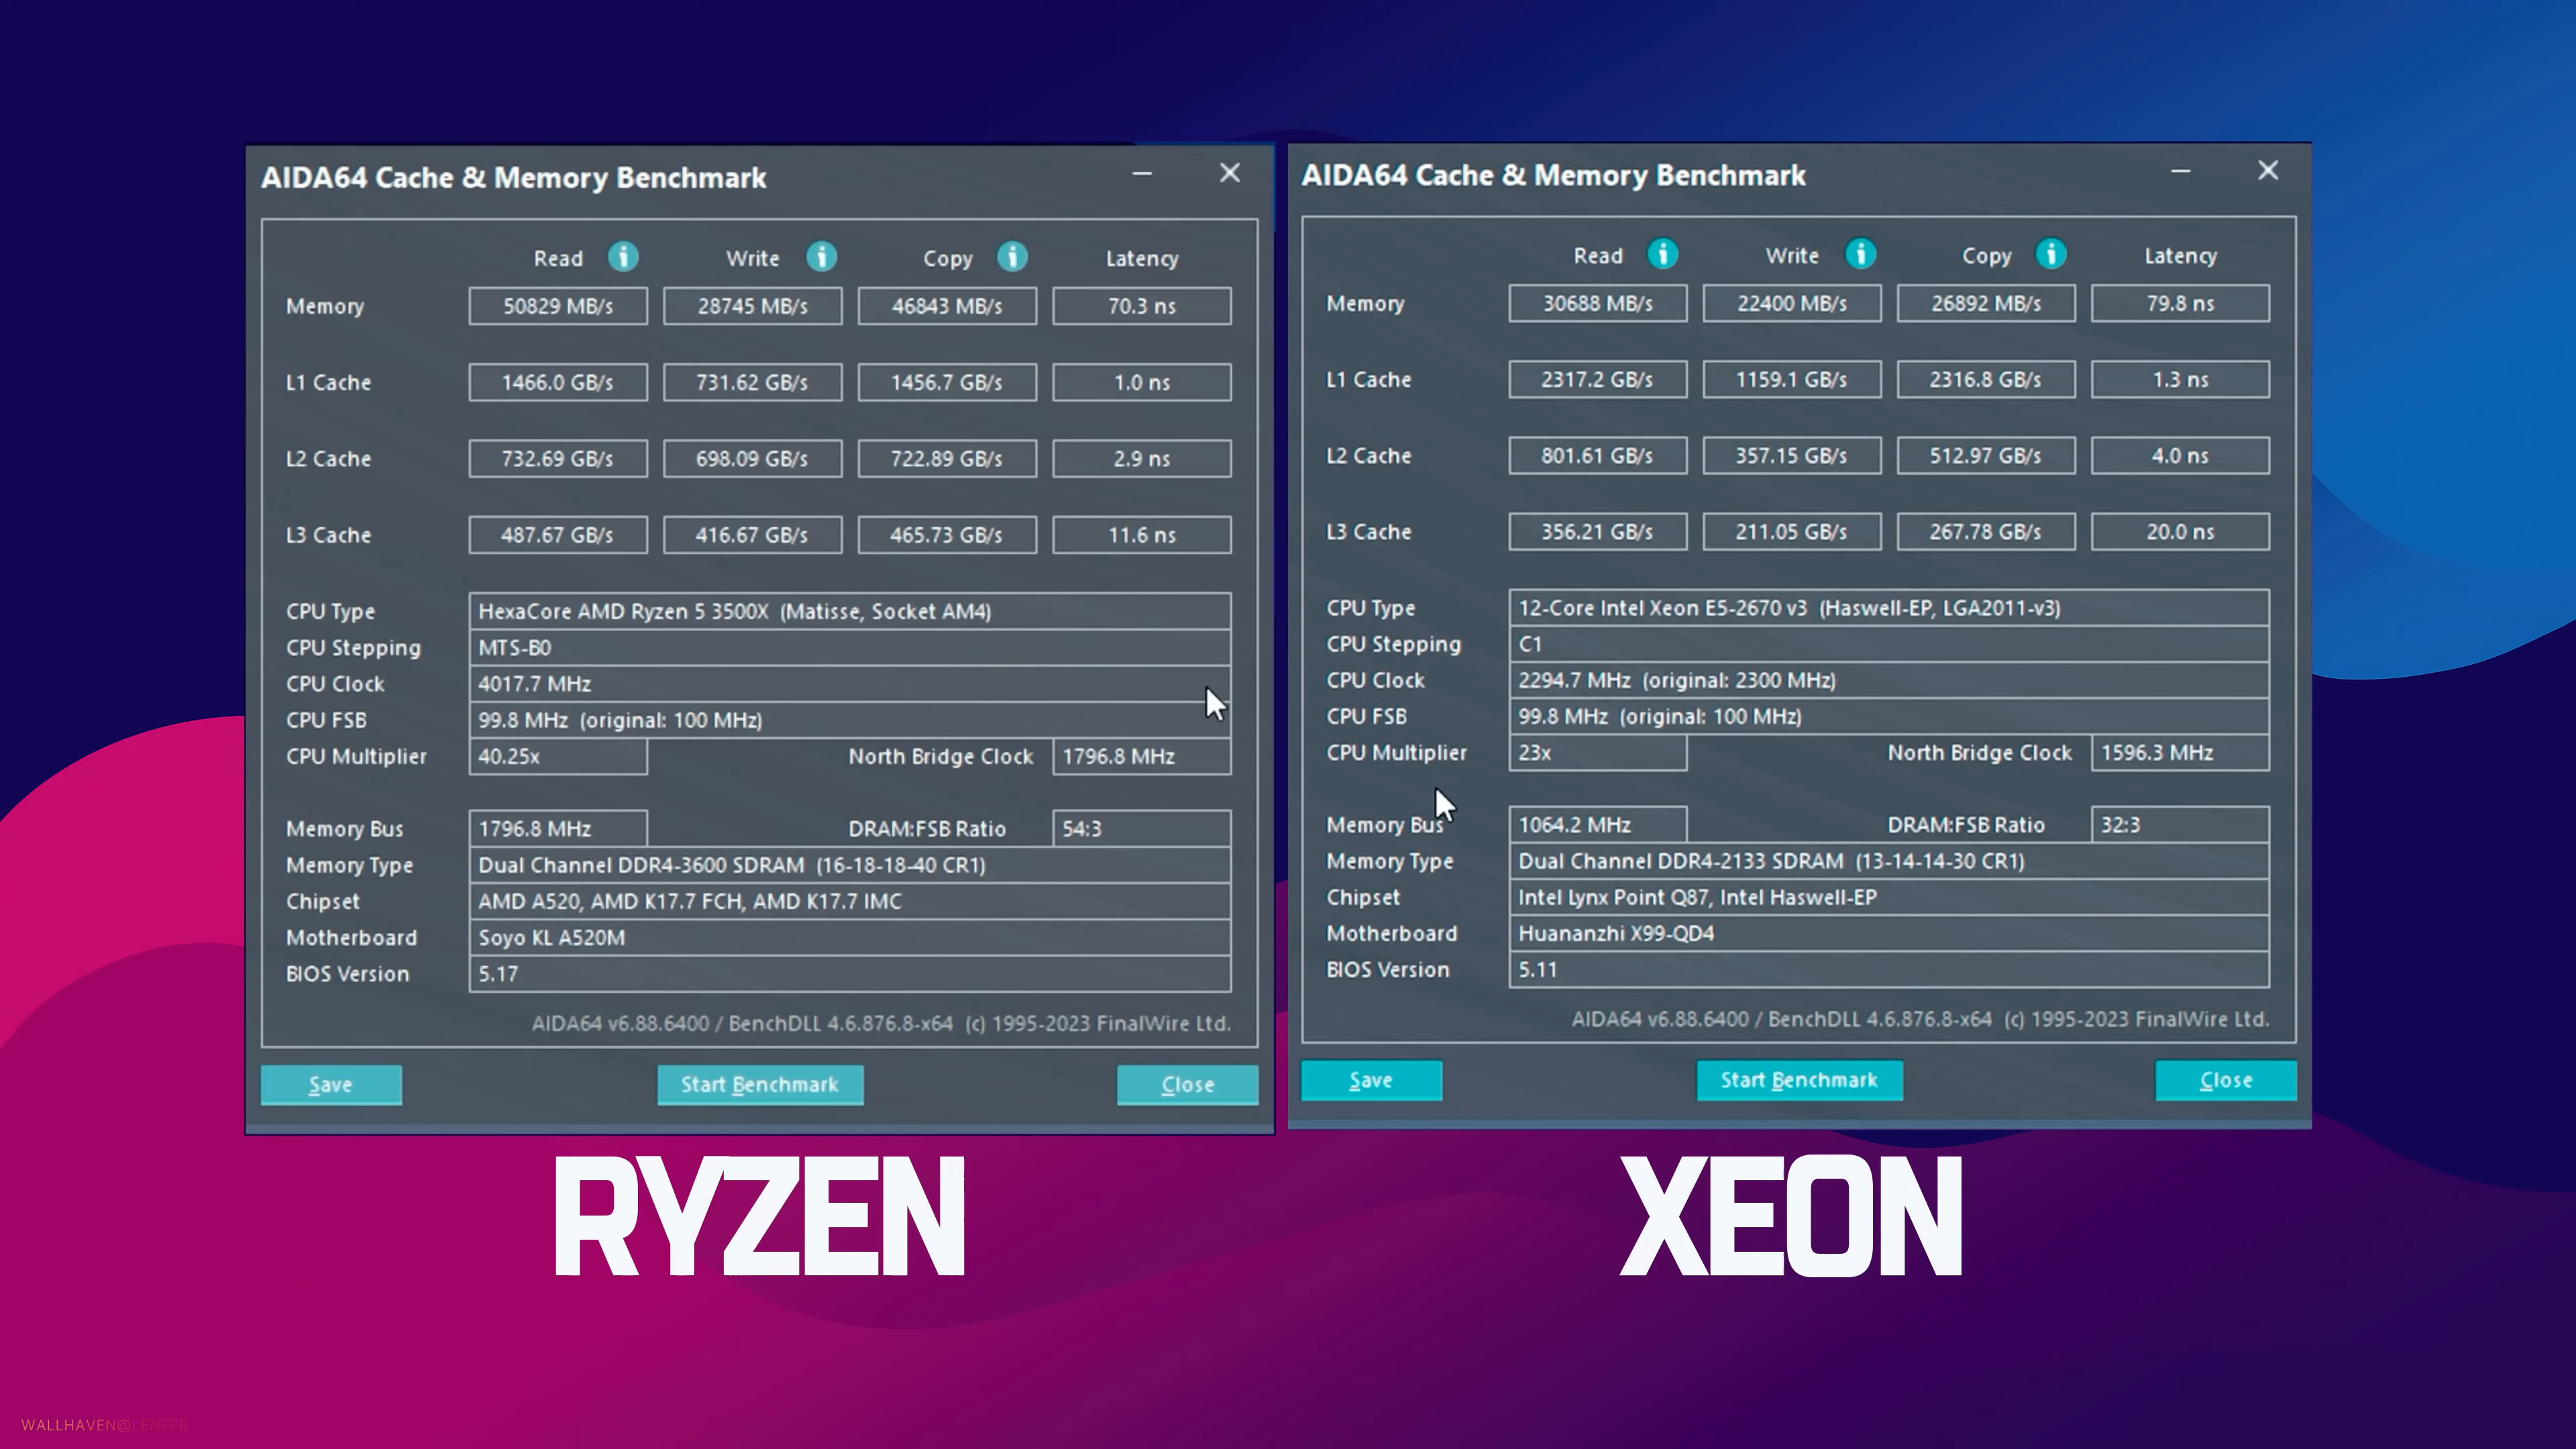 AIDA64 Cache & Memory Benchmark
Read Write Copy Latency
Memory 50829 MB/s 28745 MB/s 46843 MB/s 70.3 ns
L1 Cache 1466.0 GB/s 731.62 GB/s 1456.7 GB/s 1.0 ns
L2 Cache 732.69 GB/s 698.09 GB/s 722.89 GB/s 2.9 ns
L3 Cache 487.67 GB/s 416.67 GB/s 465.73 GB/s 11.6 ns
CPU Type HexaCore AMD Ryzen 5 3500X (Matisse, Socket AM4)
CPU Stepping MTS-B0
CPU Clock 4017.7 MHz
CPU FSB 99.8 MHz (original: 100 MHz)
CPU Multiplier 40.25x North Bridge Clock 1796.8 MHz
Memory Bus 1796.8 MHz DRAM:FSB Ratio 54:3
Memory Type Dual Channel DDR4-3600 SDRAM (16-18-18-40 CR1)
Chipset AMD A520, AMD K17.7 FCH, AMD K17.7 IMC
Motherboard Soyo KL A520M
BIOS Version 5.17
AIDA64 v6.88.6400 / BenchDLL 4.6.876.8-x64 (c) 1995-2023 FinalWire Ltd.
Save Start Benchmark Close
RYZEN
AIDA64 Cache & Memory Benchmark
Read Write Copy Latency
Memory 30688 MB/s 22400 MB/s 26892 MB/s 79.8 ns
L1 Cache 2317.2 GB/s 1159.1 GB/s 2316.8 GB/s 1.3 ns
L2 Cache 801.61 GB/s 357.15 GB/s 512.97 GB/s 4.0 ns
L3 Cache 356.21 GB/s 211.05 GB/s 267.78 GB/s 20.0 ns
CPU Type 12-Core Intel Xeon E5-2670 v3 (Haswell-EP, LGA2011-v3)
CPU Stepping C1
CPU Clock 2294.7 MHz (original: 2300 MHz)
CPU FSB 99.8 MHz (original: 100 MHz)
CPU Multiplier 23x North Bridge Clock 1596.3 MHz
Memory Bus 1064.2 MHz DRAM:FSB Ratio 32:3
Memory Type Dual Channel DDR4-2133 SDRAM (13-14-14-30 CR1)
Chipset Intel Lynx Point Q87, Intel Haswell-EP
Motherboard Huananzhi X99-QD4
BIOS Version 5.11
AIDA64 v6.88.6400 / BenchDLL 4.6.876.8-x64 (c) 1995-2023 FinalWire Ltd.
Save Start Benchmark Close
XEON
WALLHAVEN@LENEER